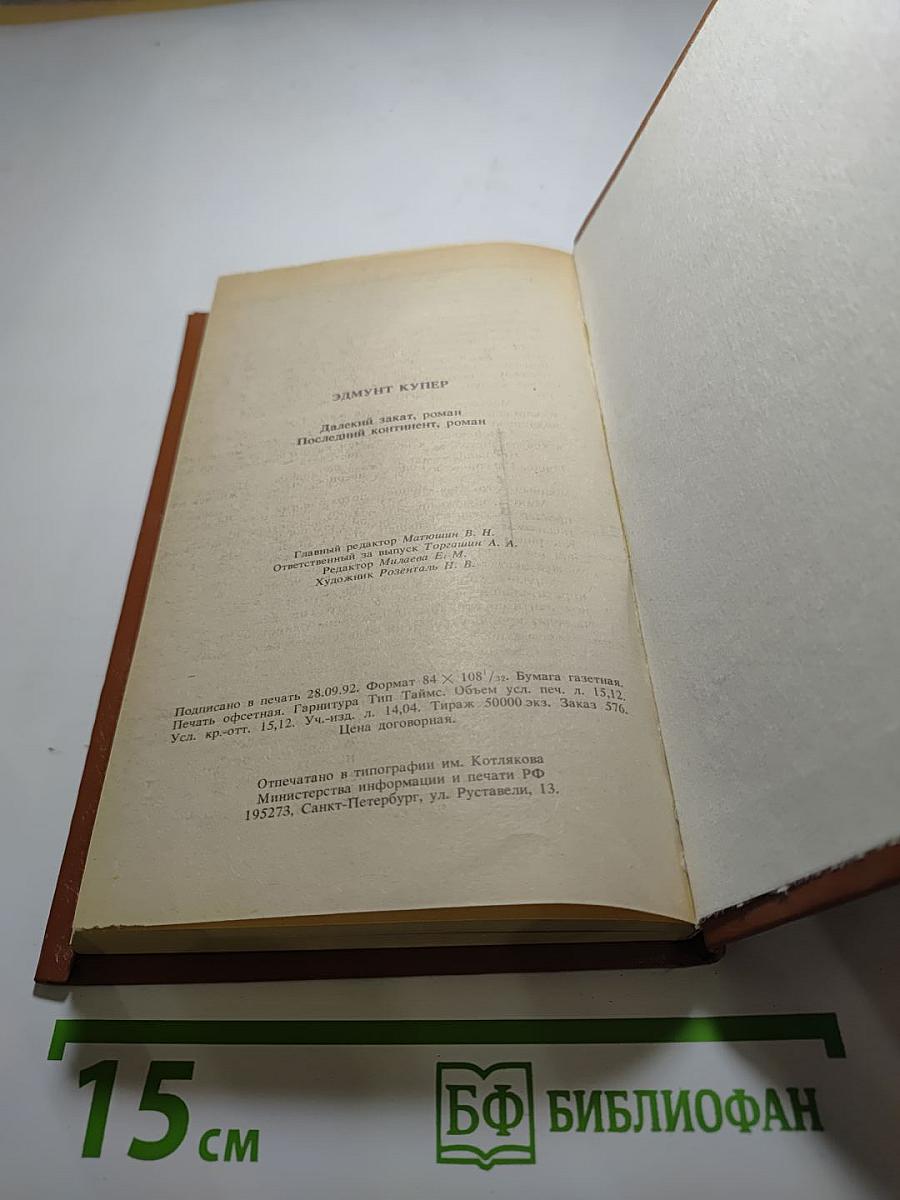 ЭДМУНТ КУПЕР
Далекий закат, роман
Последний континент, роман
Главный редактор Матюшин В. Н.
Ответственный за выпуск Торгашин А. А.
Редактор Милаева Е. М.
Художник Розенталь Н. В.
Подписано в печать 28.09.92. Формат 84 × 108¹/₃₂. Бумага газетная.
Печать офсетная. Гарнитура Тип Таймс. Объем усл. печ. л. 15,12.
Усл. кр.-отт. 15,12. Уч.-изд. л. 14,04. Тираж 50000 экз. Заказ 576.
Цена договорная.
Отпечатано в типографии им. Котлякова
Министерства информации и печати РФ
195273, Санкт-Петербург, ул. Руставели, 13.
15 см
БФ БИБЛИОФАН